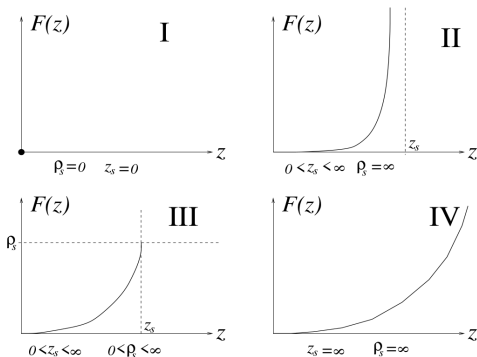 F(z)
I
z
ρₛ=0 zₛ=0
F(z)
II
zₛ
z
0<zₛ<∞ ρₛ=∞
F(z)
III
ρₛ
zₛ
z
0<zₛ<∞ 0<ρₛ<∞
F(z)
IV
z
zₛ=∞ ρₛ=∞